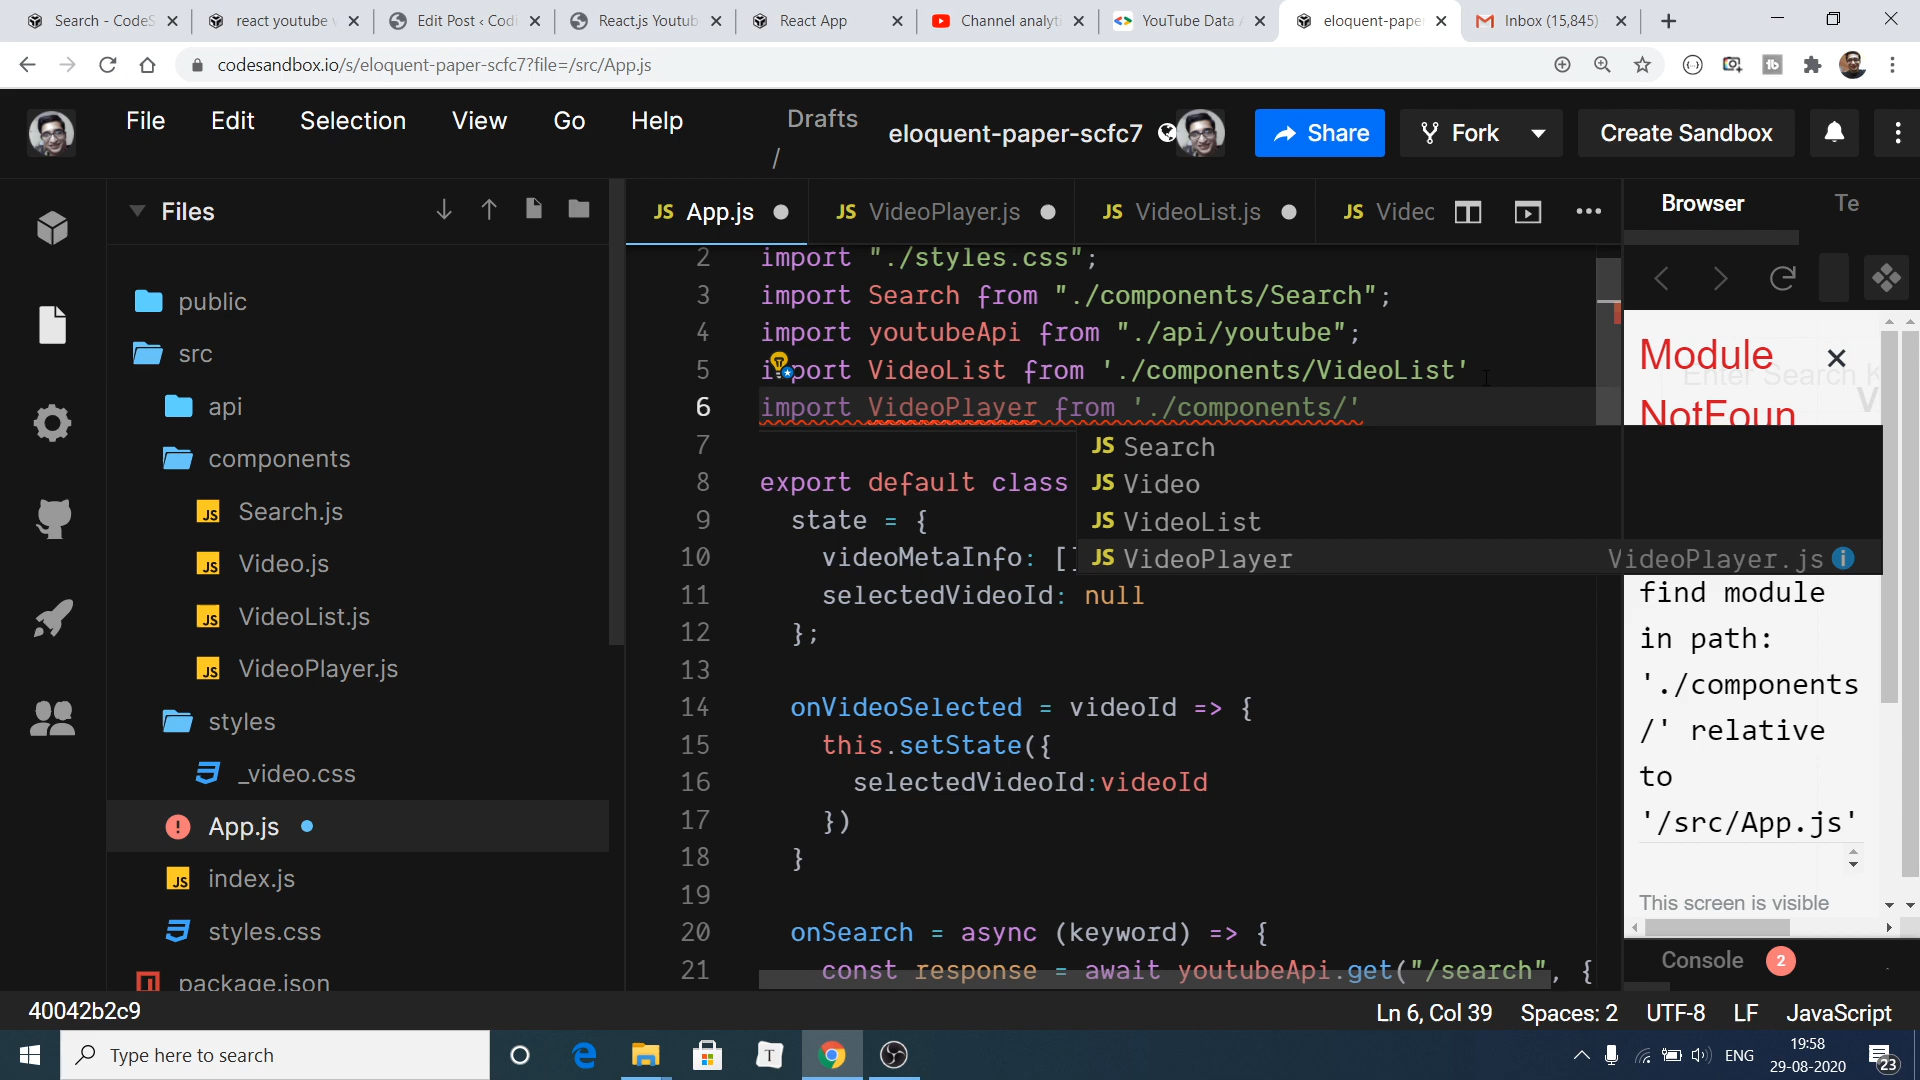 Search - CodeS
react youtube v
Edit Post ‹ Codi
React.js Youtub
React App
Channel analyti
YouTube Data A
eloquent-paper
Inbox (15,845)
codesandbox.io/s/eloquent-paper-scfc7?file=/src/App.js
File Edit Selection View Go Help
Drafts
/
eloquent-paper-scfc7
Share
Fork
Create Sandbox
Files
JS App.js
JS VideoPlayer.js
JS VideoList.js
JS Videc
Browser
Te
public
src
api
components
JS Search.js
JS Video.js
JS VideoList.js
JS VideoPlayer.js
styles
_video.css
App.js
JS index.js
styles.css
package.json
2 import "./styles.css";
3 import Search from "./components/Search";
4 import youtubeApi from "./api/youtube";
5 import VideoList from './components/VideoList'
6 import VideoPlayer from './components/'
7
8 export default class
9 state = {
10 videoMetaInfo: []
11 selectedVideoId: null
12 };
13
14 onVideoSelected = videoId => {
15 this.setState({
16 selectedVideoId:videoId
17 })
18 }
19
20 onSearch = async (keyword) => {
21 const response = await youtubeApi.get("/search", {
JS Search
JS Video
JS VideoList
JS VideoPlayer VideoPlayer.js
Enter Search K
V
Module
NotFoun
find module
in path:
'./components
/' relative
to
'/src/App.js'
This screen is visible
Console 2
40042b2c9
Ln 6, Col 39 Spaces: 2 UTF-8 LF JavaScript
Type here to search
T
ENG
19:58
29-08-2020
23